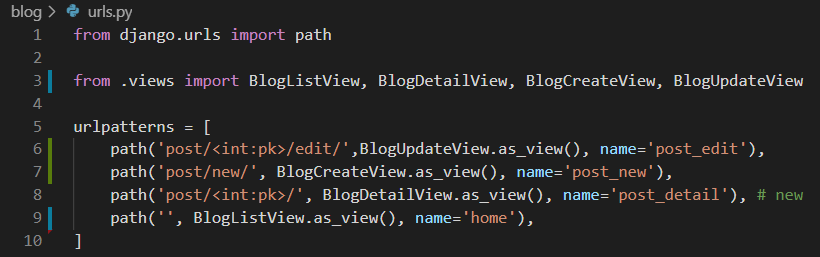 blog > urls.py
1 from django.urls import path
2
3 from .views import BlogListView, BlogDetailView, BlogCreateView, BlogUpdateView
4
5 urlpatterns = [
6     path('post/<int:pk>/edit/',BlogUpdateView.as_view(), name='post_edit'),
7     path('post/new/', BlogCreateView.as_view(), name='post_new'),
8     path('post/<int:pk>/', BlogDetailView.as_view(), name='post_detail'), # new
9     path('', BlogListView.as_view(), name='home'),
10 ]